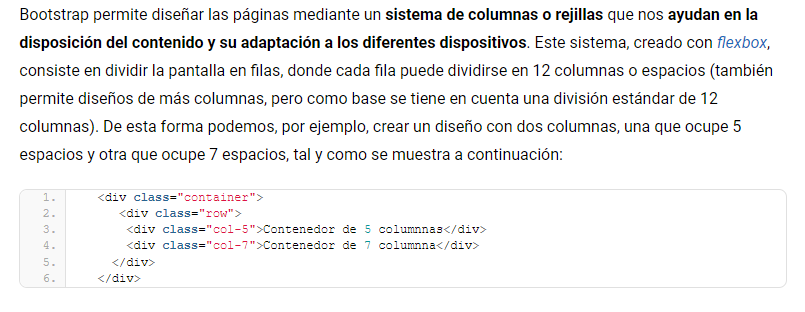 Bootstrap permite diseñar las páginas mediante un sistema de columnas o rejillas que nos ayudan en la
disposición del contenido y su adaptación a los diferentes dispositivos. Este sistema, creado con flexbox,
consiste en dividir la pantalla en filas, donde cada fila puede dividirse en 12 columnas o espacios (también
permite diseños de más columnas, pero como base se tiene en cuenta una división estándar de 12
columnas). De esta forma podemos, por ejemplo, crear un diseño con dos columnas, una que ocupe 5
espacios y otra que ocupe 7 espacios, tal y como se muestra a continuación:
1. <div class="container">
2. <div class="row">
3. <div class="col-5">Contenedor de 5 columnnas</div>
4. <div class="col-7">Contenedor de 7 columnna</div>
5. </div>
6. </div>